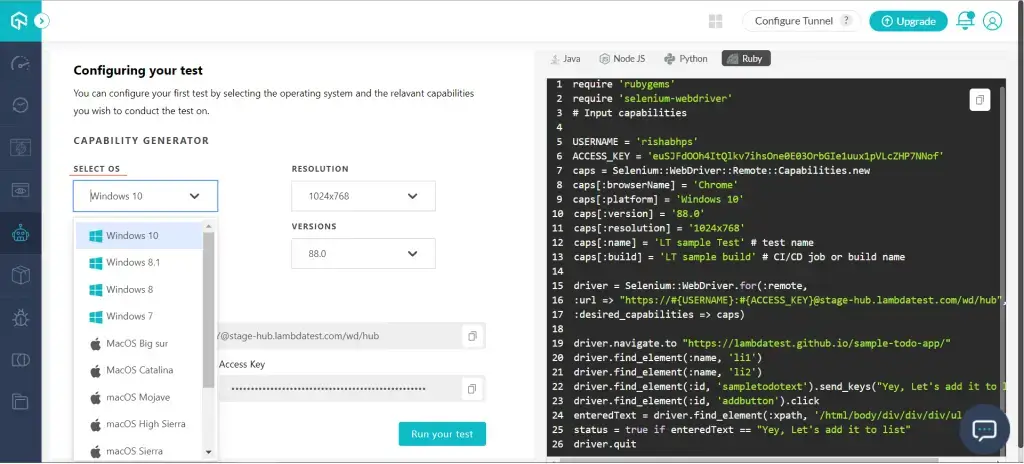 Configure Tunnel ?
Upgrade
Configuring your test
You can configure your first test by selecting the operating system and the relavant capabilities
you wish to conduct the test on.
CAPABILITY GENERATOR
SELECT OS
Windows 10
RESOLUTION
1024x768
VERSIONS
88.0
Windows 10
Windows 8.1
Windows 8
Windows 7
MacOS Big sur
MacOS Catalina
macOS Mojave
macOS High Sierra
macOS Sierra
/@stage-hub.lambdatest.com/wd/hub
Access Key
••••••••••••••••••••••••••••••••••••••••••••••••••
Run your test
Java
Node JS
Python
Ruby
1 require 'rubygems'
2 require 'selenium-webdriver'
3 # Input capabilities
4
5 USERNAME = 'rishabhps'
6 ACCESS_KEY = 'euSJFdOOh4ItQlkv7ihsOne0E03OrbGIe1uux1pVLcZHP7NNof'
7 caps = Selenium::WebDriver::Remote::Capabilities.new
8 caps[:browserName] = 'Chrome'
9 caps[:platform] = 'Windows 10'
10 caps[:version] = '88.0'
11 caps[:resolution] = '1024x768'
12 caps[:name] = 'LT sample Test' # test name
13 caps[:build] = 'LT sample build' # CI/CD job or build name
14
15 driver = Selenium::WebDriver.for(:remote,
16 :url => "https://#{USERNAME}:#{ACCESS_KEY}@stage-hub.lambdatest.com/wd/hub",
17 :desired_capabilities => caps)
18
19 driver.navigate.to "https://lambdatest.github.io/sample-todo-app/"
20 driver.find_element(:name, 'li1')
21 driver.find_element(:name, 'li2')
22 driver.find_element(:id, 'sampletodotext').send_keys("Yey, Let's add it to l
23 driver.find_element(:id, 'addbutton').click
24 enteredText = driver.find_element(:xpath, '/html/body/div/div/div/ul
25 status = true if enteredText == "Yey, Let's add it to list"
26 driver.quit